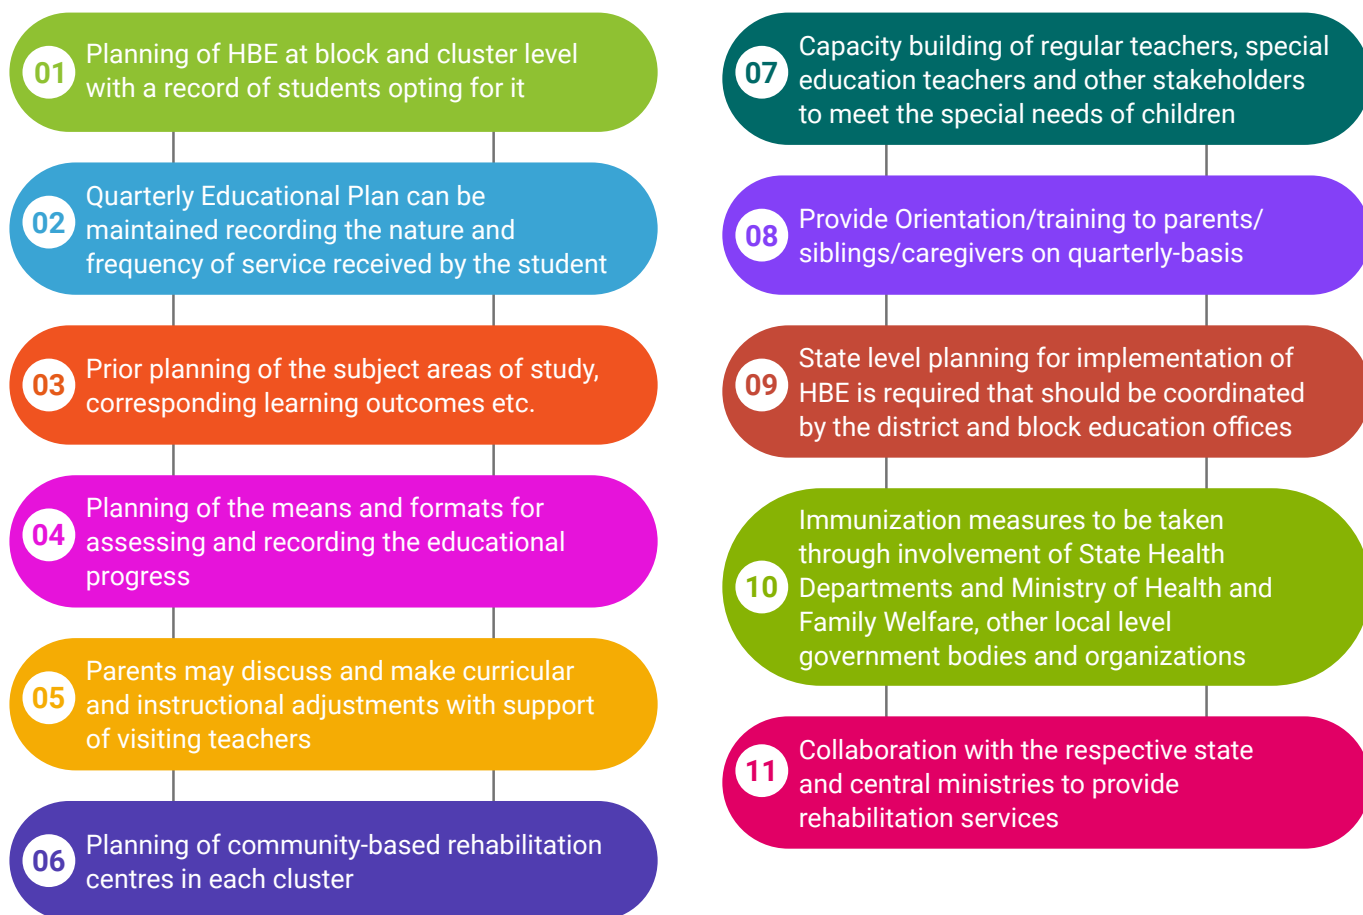 01
Planning of HBE at block and cluster level
with a record of students opting for it
02
Quarterly Educational Plan can be
maintained recording the nature and
frequency of service received by the student
03
Prior planning of the subject areas of study,
corresponding learning outcomes etc.
04
Planning of the means and formats for
assessing and recording the educational
progress
05
Parents may discuss and make curricular
and instructional adjustments with support
of visiting teachers
06
Planning of community-based rehabilitation
centres in each cluster
07
Capacity building of regular teachers, special
education teachers and other stakeholders
to meet the special needs of children
08
Provide Orientation/training to parents/
siblings/caregivers on quarterly-basis
09
State level planning for implementation of
HBE is required that should be coordinated
by the district and block education offices
10
Immunization measures to be taken
through involvement of State Health
Departments and Ministry of Health and
Family Welfare, other local level
government bodies and organizations
11
Collaboration with the respective state
and central ministries to provide
rehabilitation services